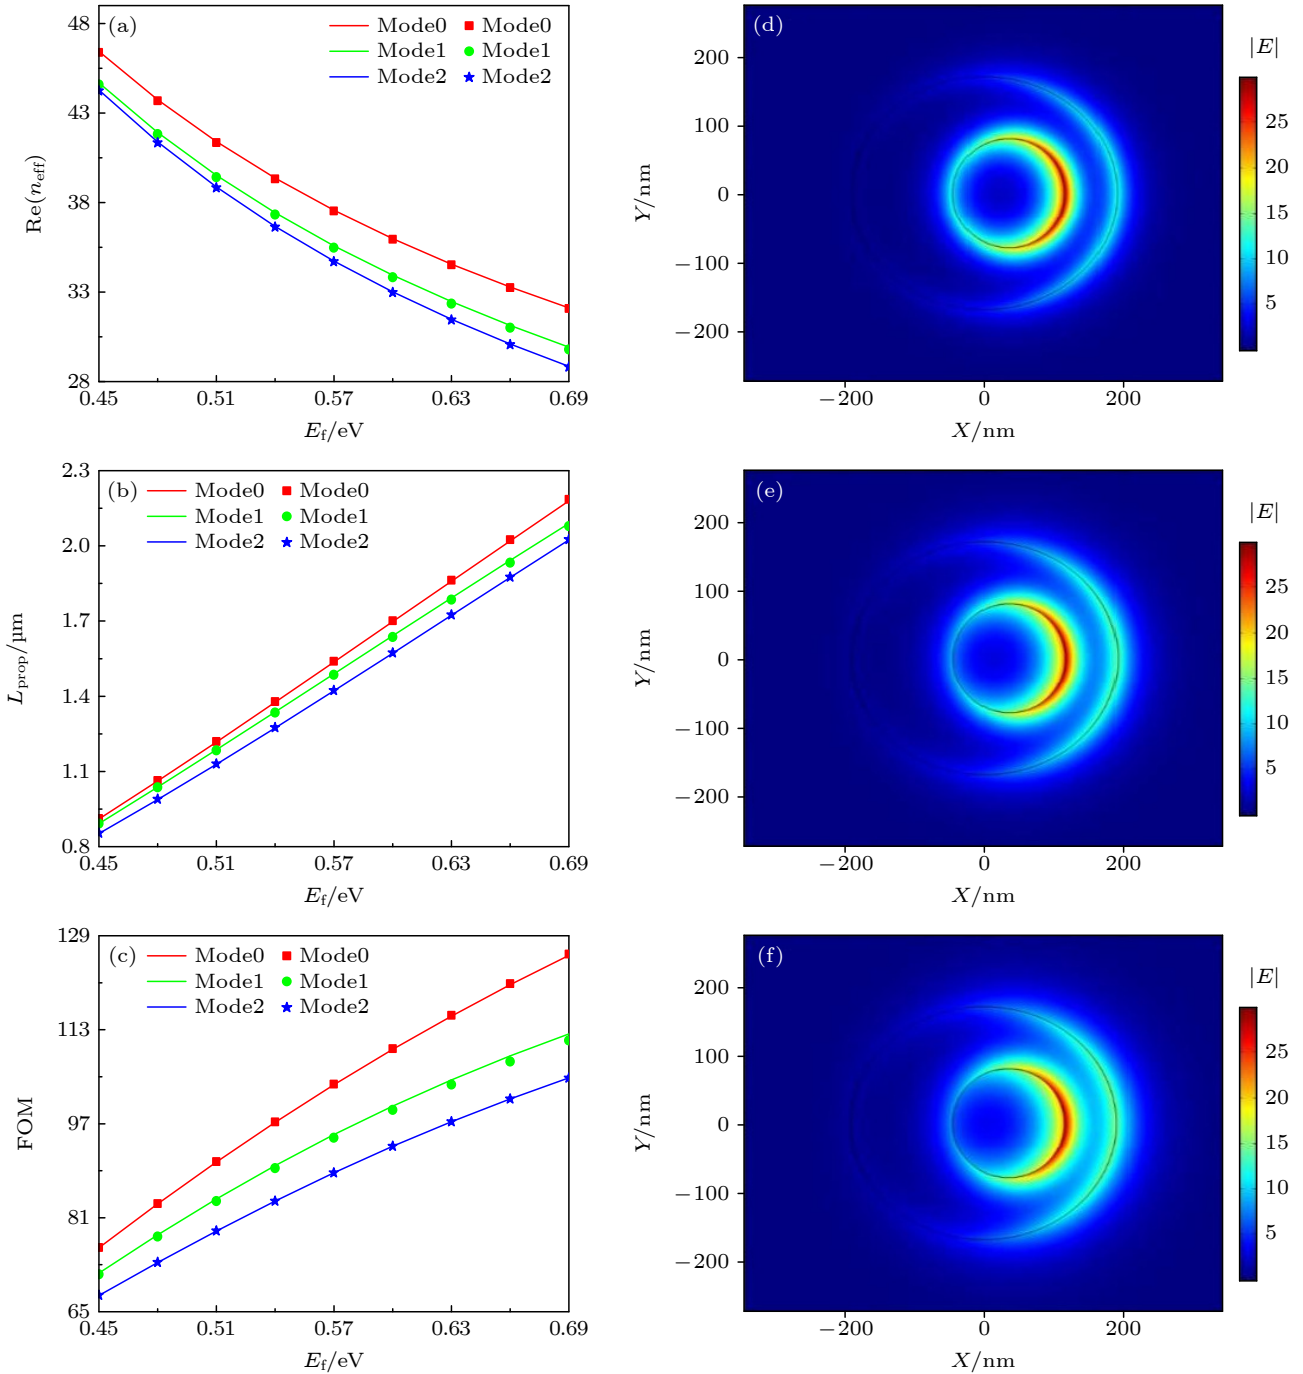 (a)
Mode0 Mode0
Mode1 Mode1
Mode2 Mode2
48
43
38
33
28
Re(n_eff)
0.45 0.51 0.57 0.63 0.69
E_f/eV
(d)
200
100
0
−100
−200
Y/nm
−200 0 200
X/nm
|E|
25
20
15
10
5
(b)
Mode0 Mode0
Mode1 Mode1
Mode2 Mode2
2.3
2.0
1.7
1.4
1.1
0.8
L_prop/μm
0.45 0.51 0.57 0.63 0.69
E_f/eV
(e)
200
100
0
−100
−200
Y/nm
−200 0 200
X/nm
|E|
25
20
15
10
5
(c)
Mode0 Mode0
Mode1 Mode1
Mode2 Mode2
129
113
97
81
65
FOM
0.45 0.51 0.57 0.63 0.69
E_f/eV
(f)
200
100
0
−100
−200
Y/nm
−200 0 200
X/nm
|E|
25
20
15
10
5